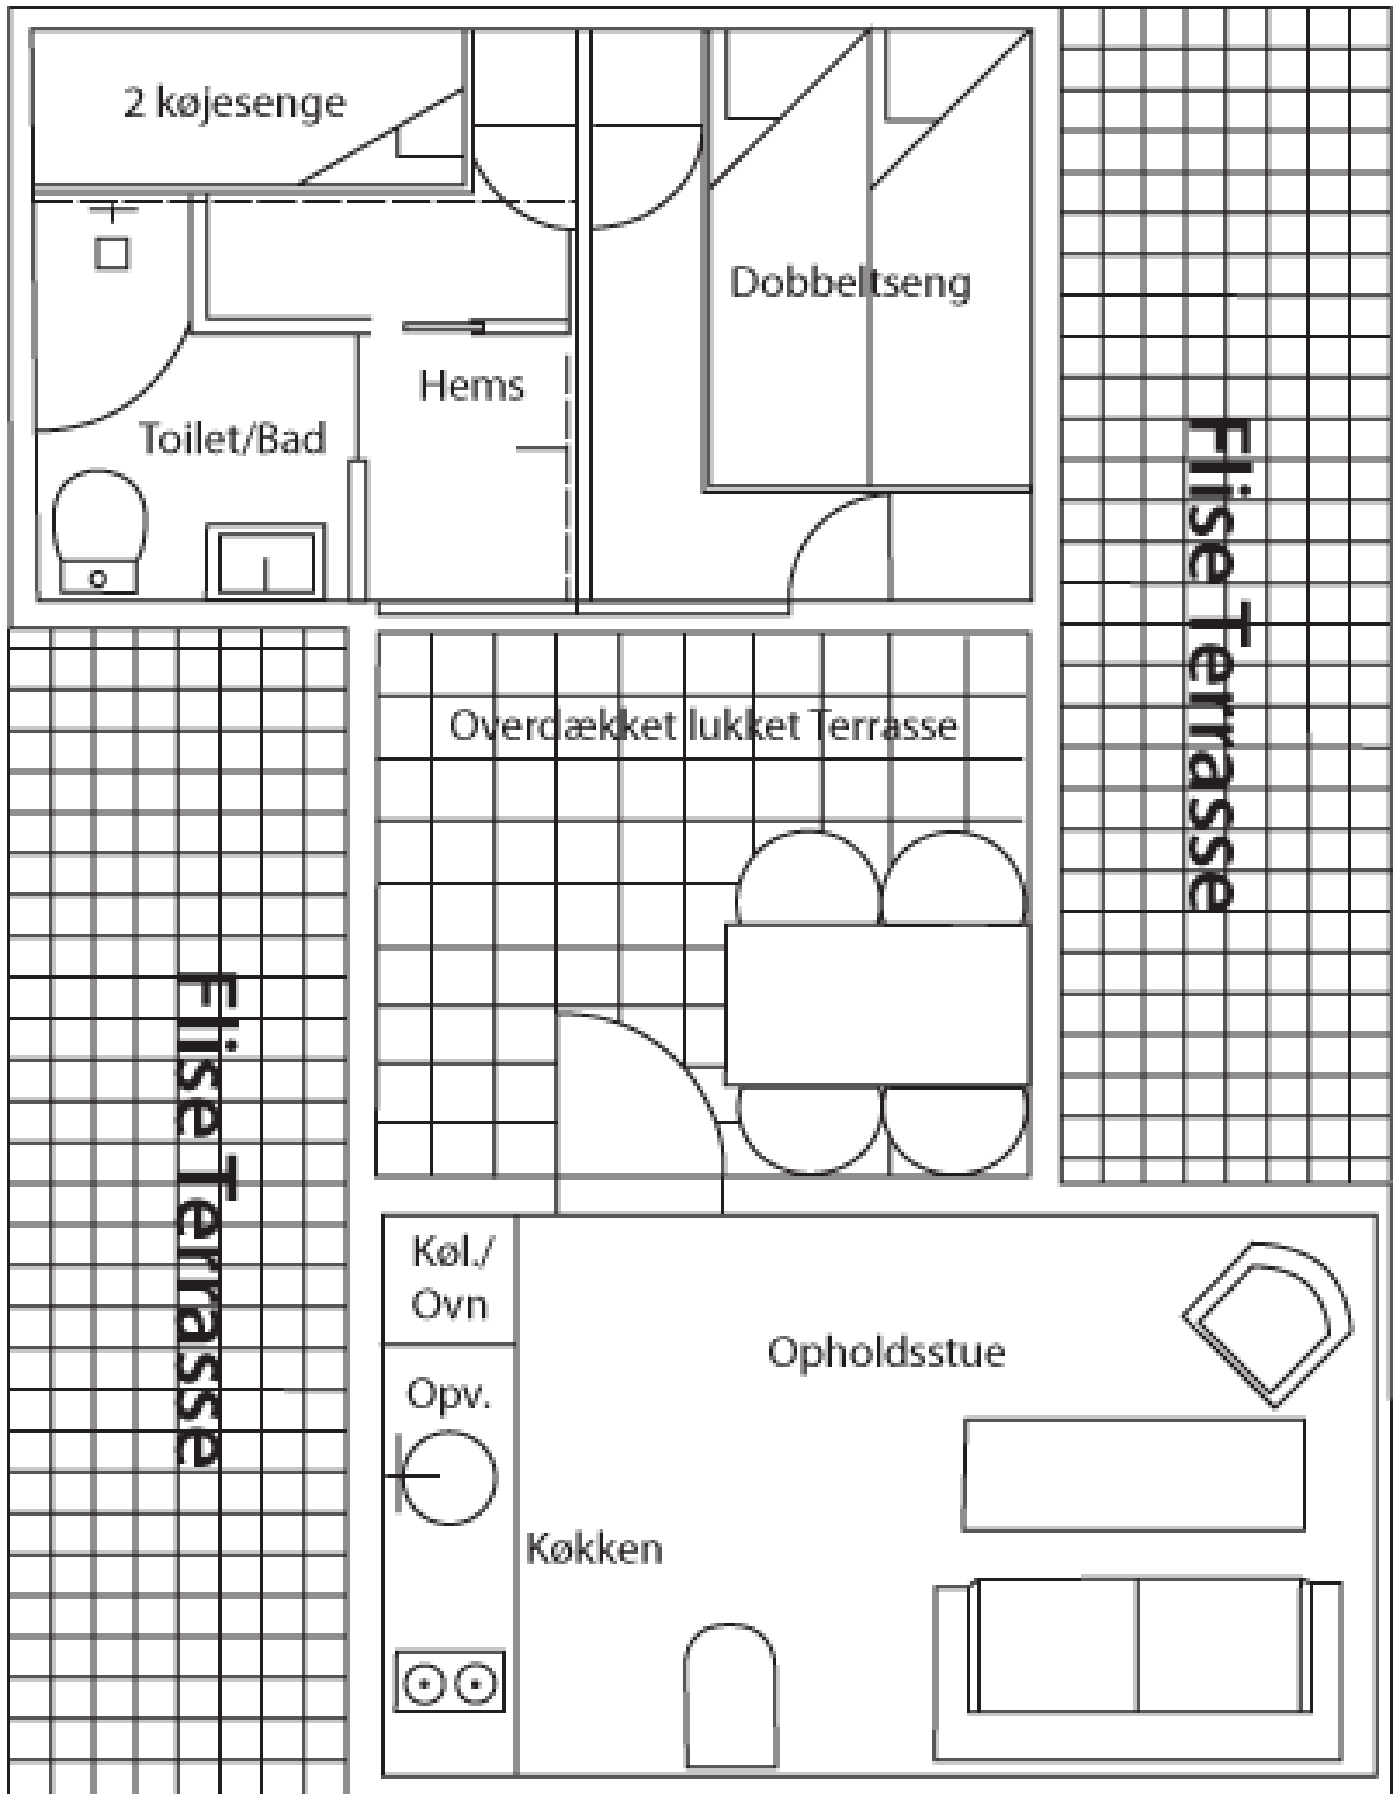 2 køjesenge
Dobbeltseng
Hems
Toilet/Bad
Flise Terrasse
Overdækket lukket Terrasse
Flise Terrasse
Køl./
Ovn
Opholdsstue
Opv.
Køkken